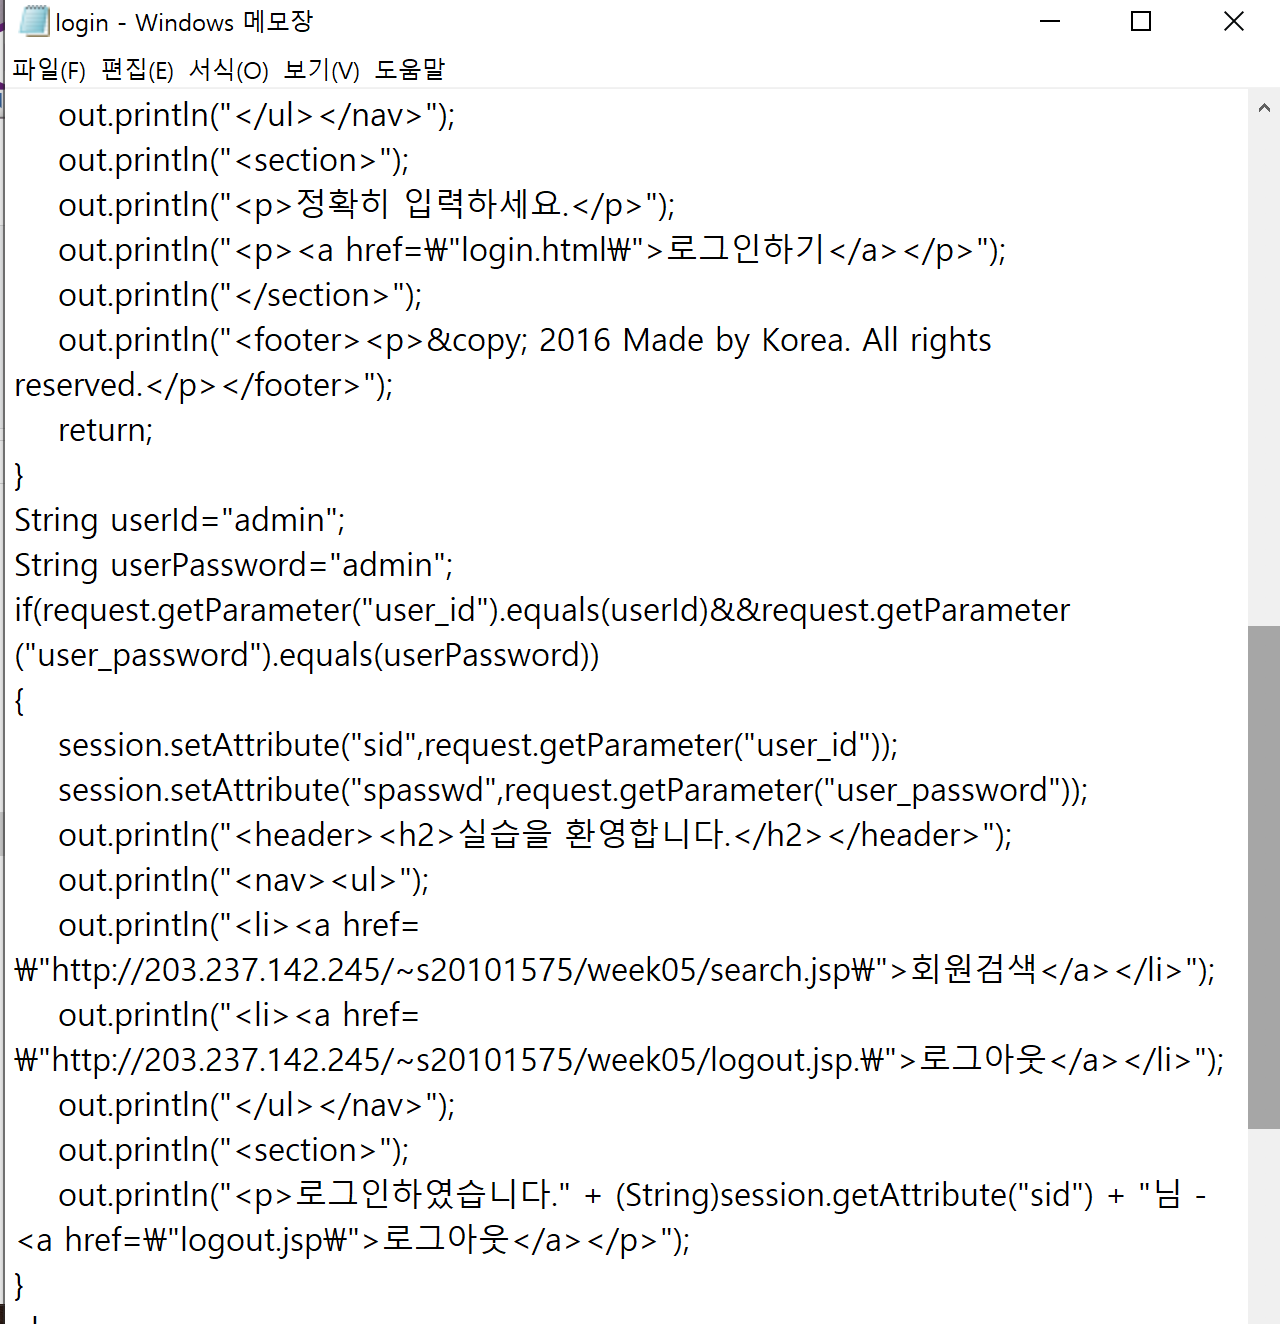 login - Windows 메모장
파일(F) 편집(E) 서식(O) 보기(V) 도움말
out.println("</ul></nav>");
out.println("<section>");
out.println("<p>정확히 입력하세요.</p>");
out.println("<p><a href=₩"login.html₩">로그인하기</a></p>");
out.println("</section>");
out.println("<footer><p>&copy; 2016 Made by Korea. All rights
reserved.</p></footer>");
return;
}
String userId="admin";
String userPassword="admin";
if(request.getParameter("user_id").equals(userId)&&request.getParameter
("user_password").equals(userPassword))
{
session.setAttribute("sid",request.getParameter("user_id"));
session.setAttribute("spasswd",request.getParameter("user_password"));
out.println("<header><h2>실습을 환영합니다.</h2></header>");
out.println("<nav><ul>");
out.println("<li><a href=
₩"http://203.237.142.245/~s20101575/week05/search.jsp₩">회원검색</a></li>");
out.println("<li><a href=
₩"http://203.237.142.245/~s20101575/week05/logout.jsp.₩">로그아웃</a></li>");
out.println("</ul></nav>");
out.println("<section>");
out.println("<p>로그인하였습니다." + (String)session.getAttribute("sid") + "님 -
<a href=₩"logout.jsp₩">로그아웃</a></p>");
}